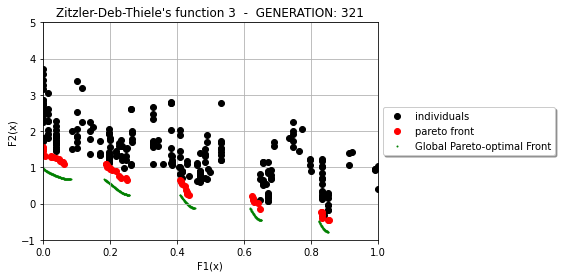 Zitzler-Deb-Thiele's function 3 - GENERATION: 321
5
4
3
2
1
0
−1
F2(x)
individuals
pareto front
Global Pareto-optimal Front
0.0 0.2 0.4 0.6 0.8 1.0
F1(x)